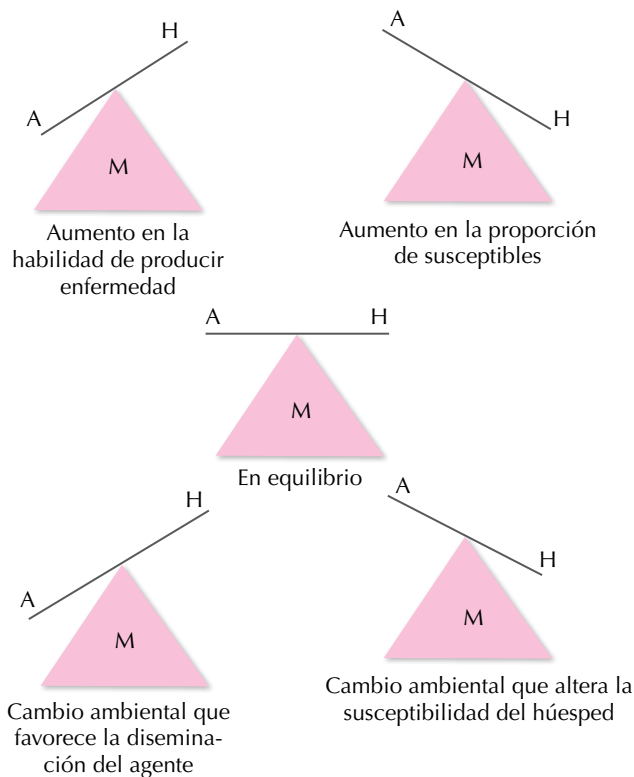 H
A
M
Aumento en la
habilidad de producir
enfermedad
A
H
M
Aumento en la proporción
de susceptibles
A H
M
En equilibrio
H
A
M
Cambio ambiental que
favorece la disemina-
ción del agente
A
H
M
Cambio ambiental que altera la
susceptibilidad del húesped